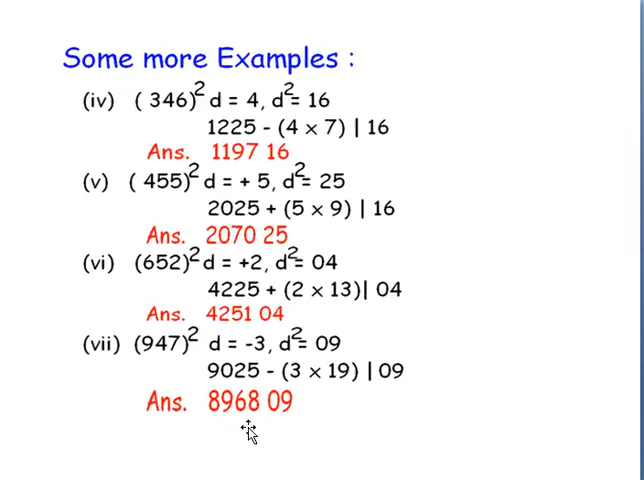 Some more Examples :
(iv) ( 346)² d = 4, d²= 16
1225 - (4 x 7) | 16
Ans. 1197 16
(v) ( 455)² d = + 5, d²= 25
2025 + (5 x 9) | 16
Ans. 2070 25
(vi) (652)² d = +2, d²= 04
4225 + (2 x 13)| 04
Ans. 4251 04
(vii) (947)² d = -3, d²= 09
9025 - (3 x 19) | 09
Ans. 8968 09